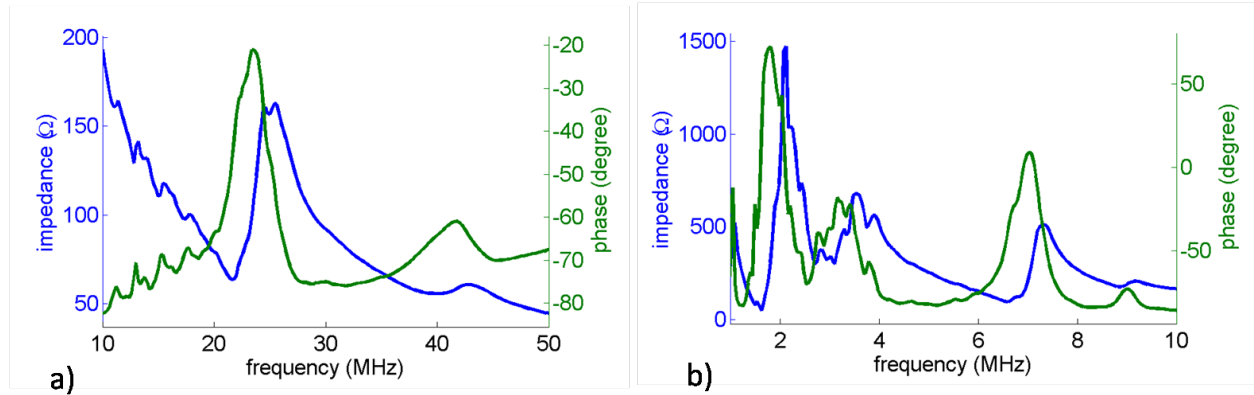 200
150
100
50
impedance (Ω)
-20
-30
-40
-50
-60
-70
-80
phase (degree)
10 20 30 40 50
frequency (MHz)
a)
1500
1000
500
0
impedance (Ω)
50
0
-50
phase (degree)
2 4 6 8 10
frequency (MHz)
b)